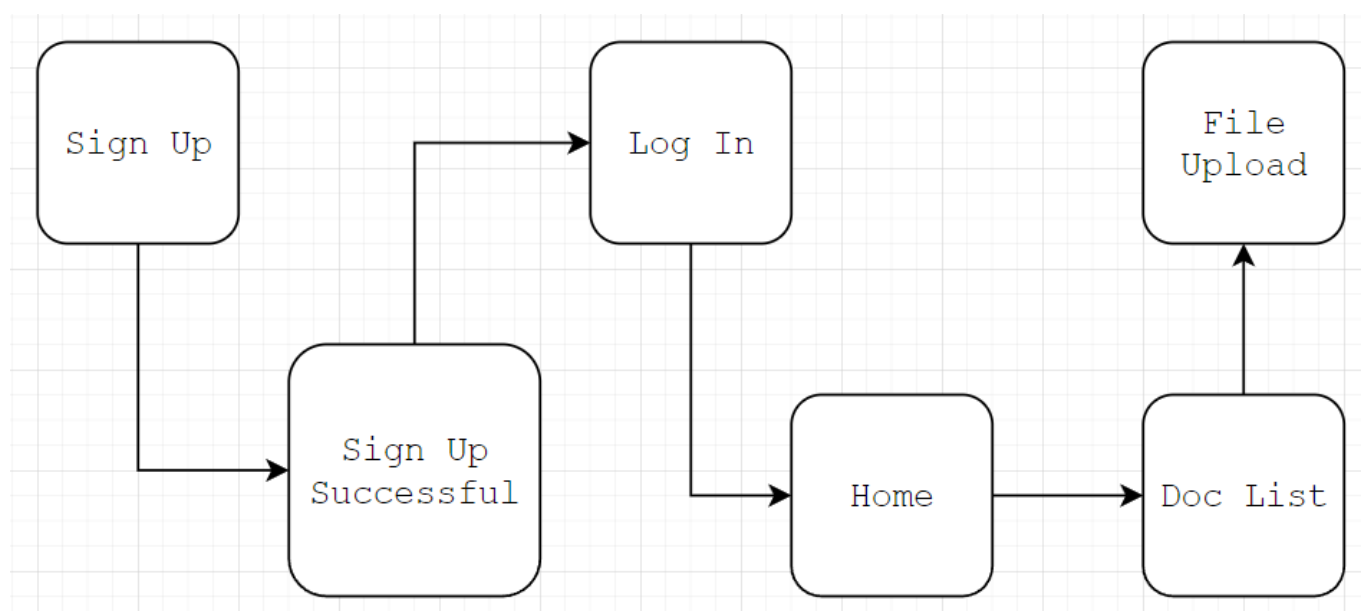 Sign Up
Sign Up
Successful
Log In
Home
Doc List
File
Upload